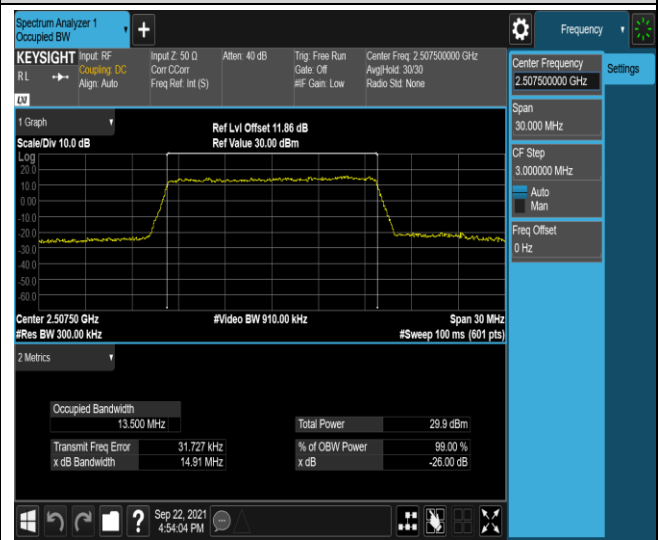 Spectrum Analyzer 1
Occupied BW
+
Frequency
KEYSIGHT Input: RF Input Z: 50 Ω Atten: 40 dB Trig: Free Run Center Freq: 2.507500000 GHz
RL Coupling: DC Corr CCorr Gate: Off Avg|Hold: 30/30
Align: Auto Freq Ref: Int (S) #IF Gain: Low Radio Std: None
LXI
Center Frequency
2.507500000 GHz
Settings
Span
30.000 MHz
CF Step
3.000000 MHz
Auto
Man
Freq Offset
0 Hz
1 Graph
Ref Lvl Offset 11.86 dB
Scale/Div 10.0 dB Ref Value 30.00 dBm
Log
20.0
10.0
0.00
-10.0
-20.0
-30.0
-40.0
-50.0
-60.0
Center 2.50750 GHz #Video BW 910.00 kHz Span 30 MHz
#Res BW 300.00 kHz #Sweep 100 ms (601 pts)
2 Metrics
Occupied Bandwidth
13.500 MHz Total Power 29.9 dBm
Transmit Freq Error 31.727 kHz % of OBW Power 99.00 %
x dB Bandwidth 14.91 MHz x dB -26.00 dB
? Sep 22, 2021
4:54:04 PM